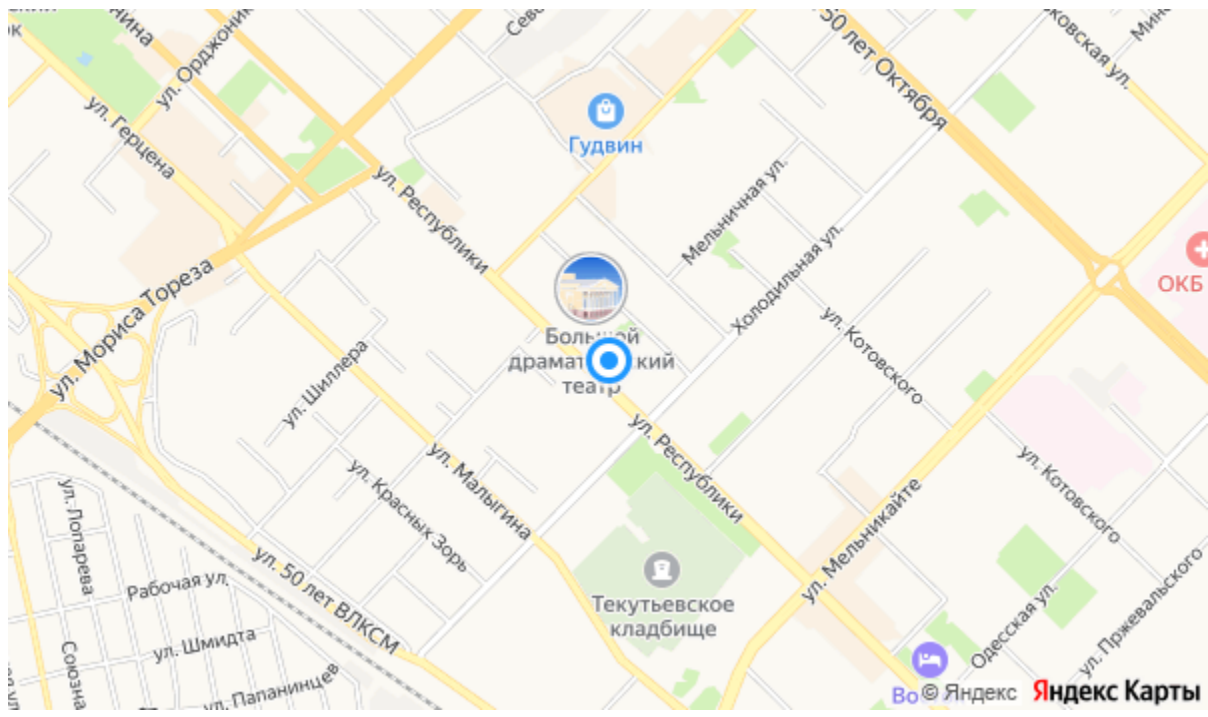 50 лет Октября
ул. Герцена
ул. Республики
Гудвин
Мельничная ул.
Холодильная ул.
ОКБ
ул. Мориса Тореза
ул. Шиллера
Большой
драматический
театр
ул. Котовского
ул. Малыгина
ул. Красных Зорь
ул. Республики
ул. Мельникайте
ул. Котовского
ул. Лопарева
Рабочая ул.
ул. 50 лет ВЛКСМ
Текутьевское
кладбище
ул. Шмидта
ул. Папанинцев
Одесская ул.
ул. Пржевальского
© Яндекс
Яндекс Карты